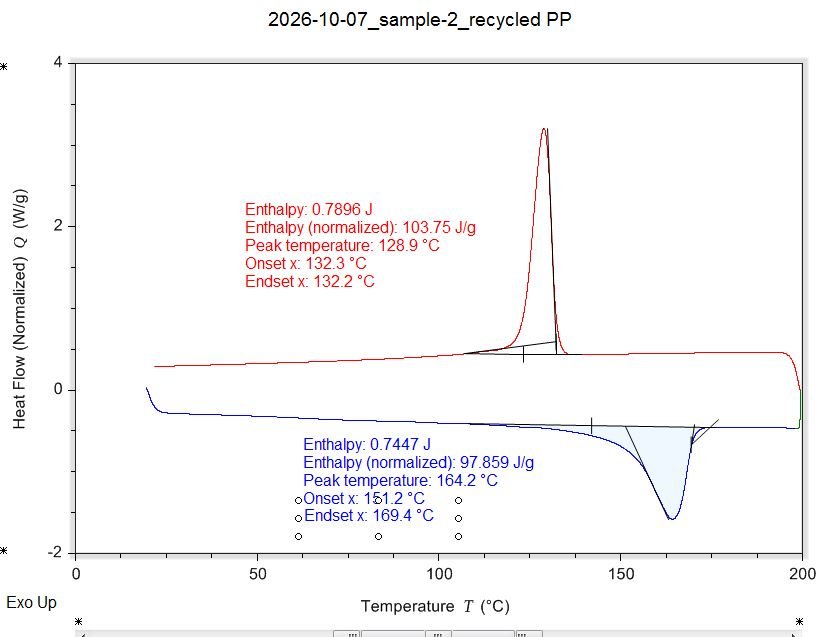 2026-10-07_sample-2_recycled PP
4
2
0
-2
Heat Flow (Normalized) Q (W/g)
Enthalpy: 0.7896 J
Enthalpy (normalized): 103.75 J/g
Peak temperature: 128.9 °C
Onset x: 132.3 °C
Endset x: 132.2 °C
Enthalpy: 0.7447 J
Enthalpy (normalized): 97.859 J/g
Peak temperature: 164.2 °C
Onset x: 151.2 °C
Endset x: 169.4 °C
0 50 100 150 200
Exo Up
Temperature T (°C)